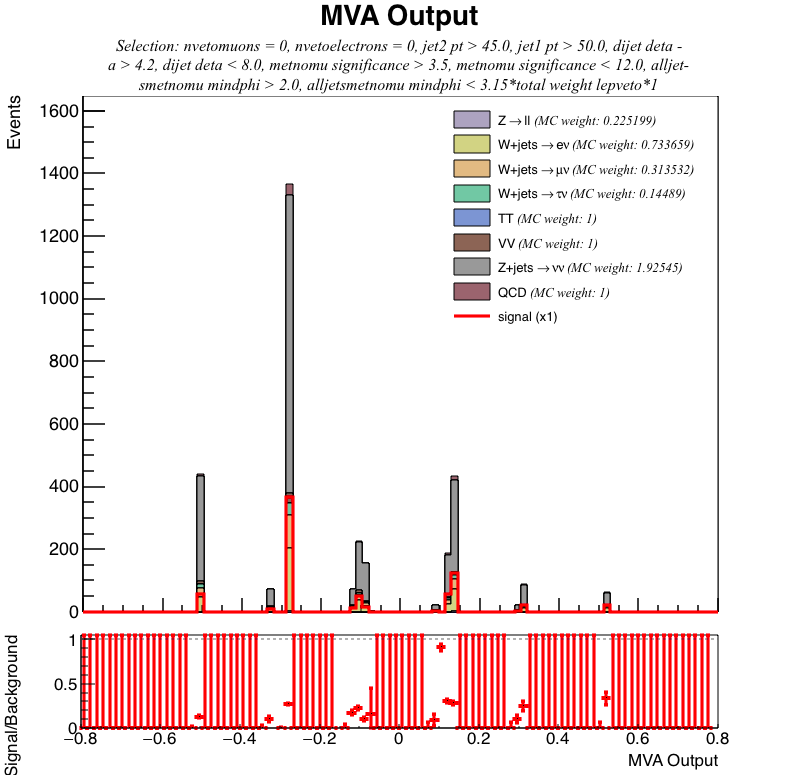 MVA Output
Selection: nvetomuons = 0, nvetoelectrons = 0, jet2 pt > 45.0, jet1 pt > 50.0, dijet deta -
a > 4.2, dijet deta < 8.0, metnomu significance > 3.5, metnomu significance < 12.0, alljet-
smetnomu mindphi > 2.0, alljetsmetnomu mindphi < 3.15*total weight lepveto*1
Events
1600
1400
1200
1000
800
600
400
200
0
Z→ll (MC weight: 0.225199)
W+jets→eν (MC weight: 0.733659)
W+jets→μν (MC weight: 0.313532)
W+jets→τν (MC weight: 0.14489)
TT (MC weight: 1)
VV (MC weight: 1)
Z+jets→νν (MC weight: 1.92545)
QCD (MC weight: 1)
signal (x1)
Signal/Background
1
0.5
0
−0.8 −0.6 −0.4 −0.2 0 0.2 0.4 0.6 0.8
MVA Output